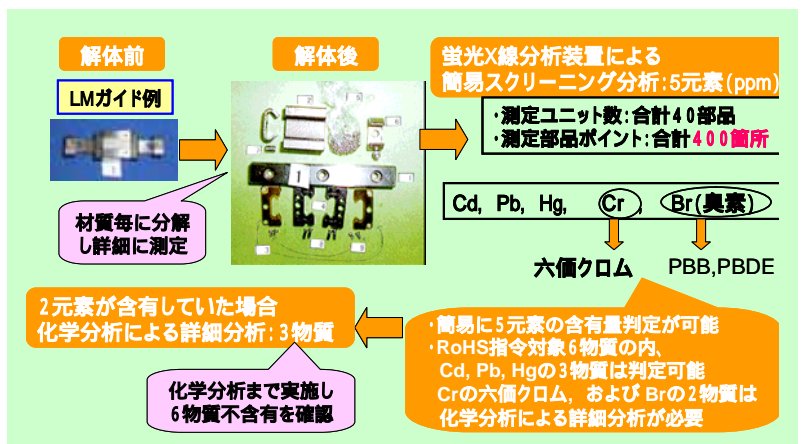 解体前
解体後
蛍光X線分析装置による
簡易スクリーニング分析:5元素(ppm)
LMガイド例
・測定ユニット数:合計40部品
・測定部品ポイント:合計400箇所
1
材質毎に分解
し詳細に測定
Cd, Pb, Hg, Cr, Br(臭素)
六価クロム PBB,PBDE
2元素が含有していた場合
化学分析による詳細分析:3物質
・簡易に5元素の含有量判定が可能
・RoHS指令対象6物質の内、
Cd, Pb, Hgの3物質は判定可能
Crの六価クロム, および Brの2物質は
化学分析による詳細分析が必要
化学分析まで実施し
6物質不含有を確認